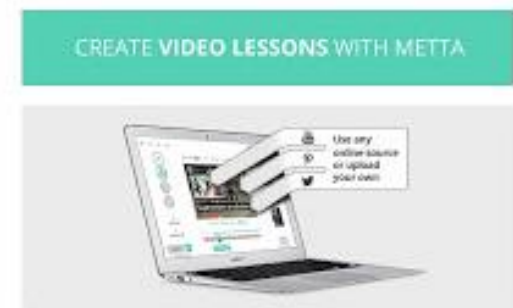 CREATE VIDEO LESSONS WITH METTA
Use any
online source
or upload
your own